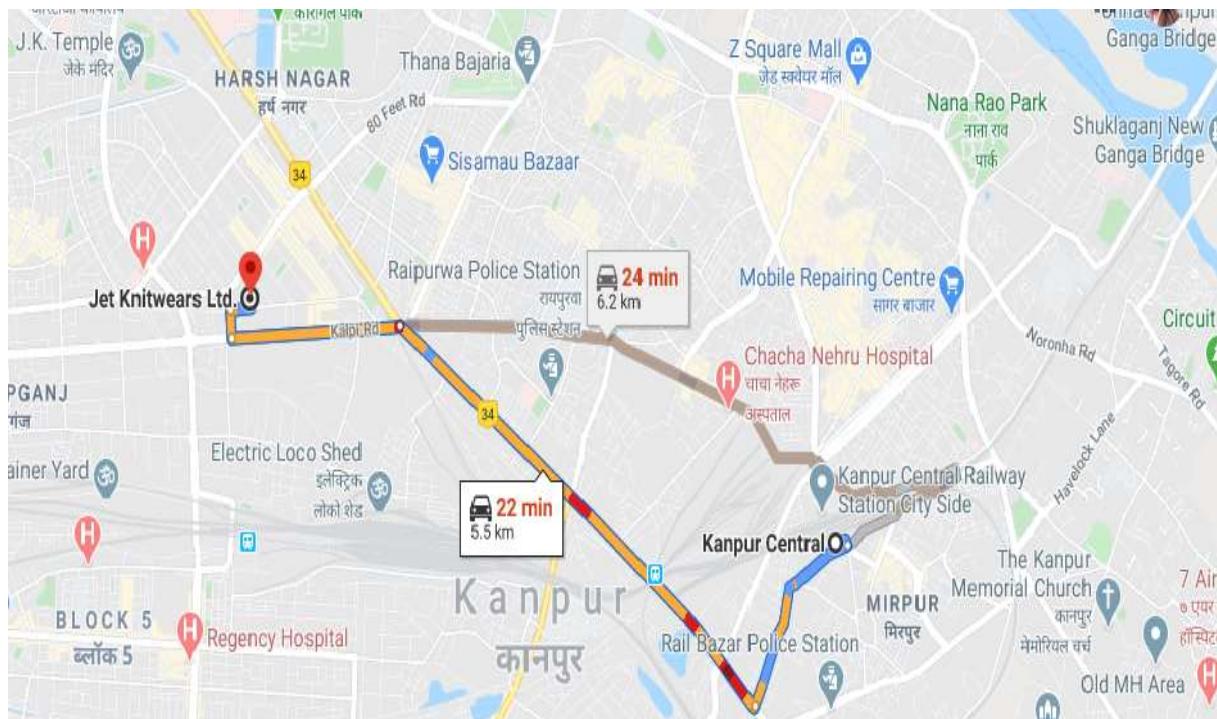 कारगिल पार्क
J.K. Temple
जेके मंदिर
HARSH NAGAR
हर्ष नगर
80 Feet Rd
Thana Bajaria
Z Square Mall
ज़ेड स्क्वेयर मॉल
Ganga Bridge
Nana Rao Park
नाना राव
पार्क
Shuklaganj New
Ganga Bridge
34
Sisamau Bazaar
Raipurwa Police Station
रायपुरवा
पुलिस स्टेशन
24 min
6.2 km
Mobile Repairing Centre
सागर बाजार
Jet Knitwears Ltd.
Kalpi Rd
Circuit
Noronha Rd
Tagore Rd
Chacha Nehru Hospital
चाचा नेहरू
अस्पताल
PGANJ
गंज
34
Electric Loco Shed
इलेक्ट्रिक
लोको शेड
ainer Yard
Havelock Lane
Kanpur Central Railway
Station City Side
22 min
5.5 km
Kanpur Central
The Kanpur
Memorial Church
कानपुर
मेमोरियल चर्च
7 Air
७ एयर
हॉस्पिट
Kanpur
कानपुर
MIRPUR
मिरपुर
BLOCK 5
ब्लॉक 5
Regency Hospital
Rail Bazar Police Station
Old MH Area